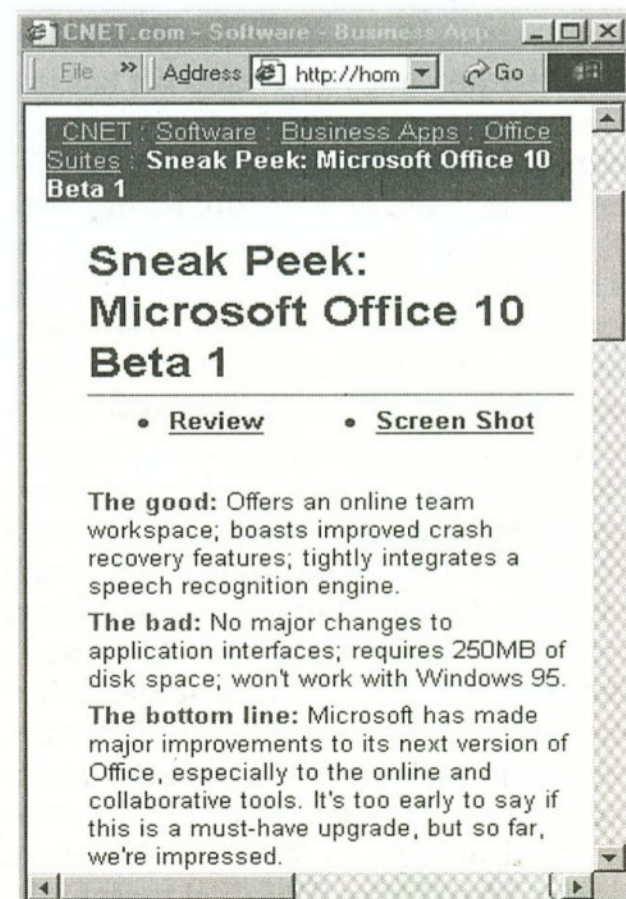 CNET.com - Software - Business App
File » Address http://hom Go
CNET : Software : Business Apps : Office
Suites : Sneak Peek: Microsoft Office 10
Beta 1
Sneak Peek:
Microsoft Office 10
Beta 1
• Review • Screen Shot
The good: Offers an online team
workspace; boasts improved crash
recovery features; tightly integrates a
speech recognition engine.
The bad: No major changes to
application interfaces; requires 250MB of
disk space; won't work with Windows 95.
The bottom line: Microsoft has made
major improvements to its next version of
Office, especially to the online and
collaborative tools. It's too early to say if
this is a must-have upgrade, but so far,
we're impressed.